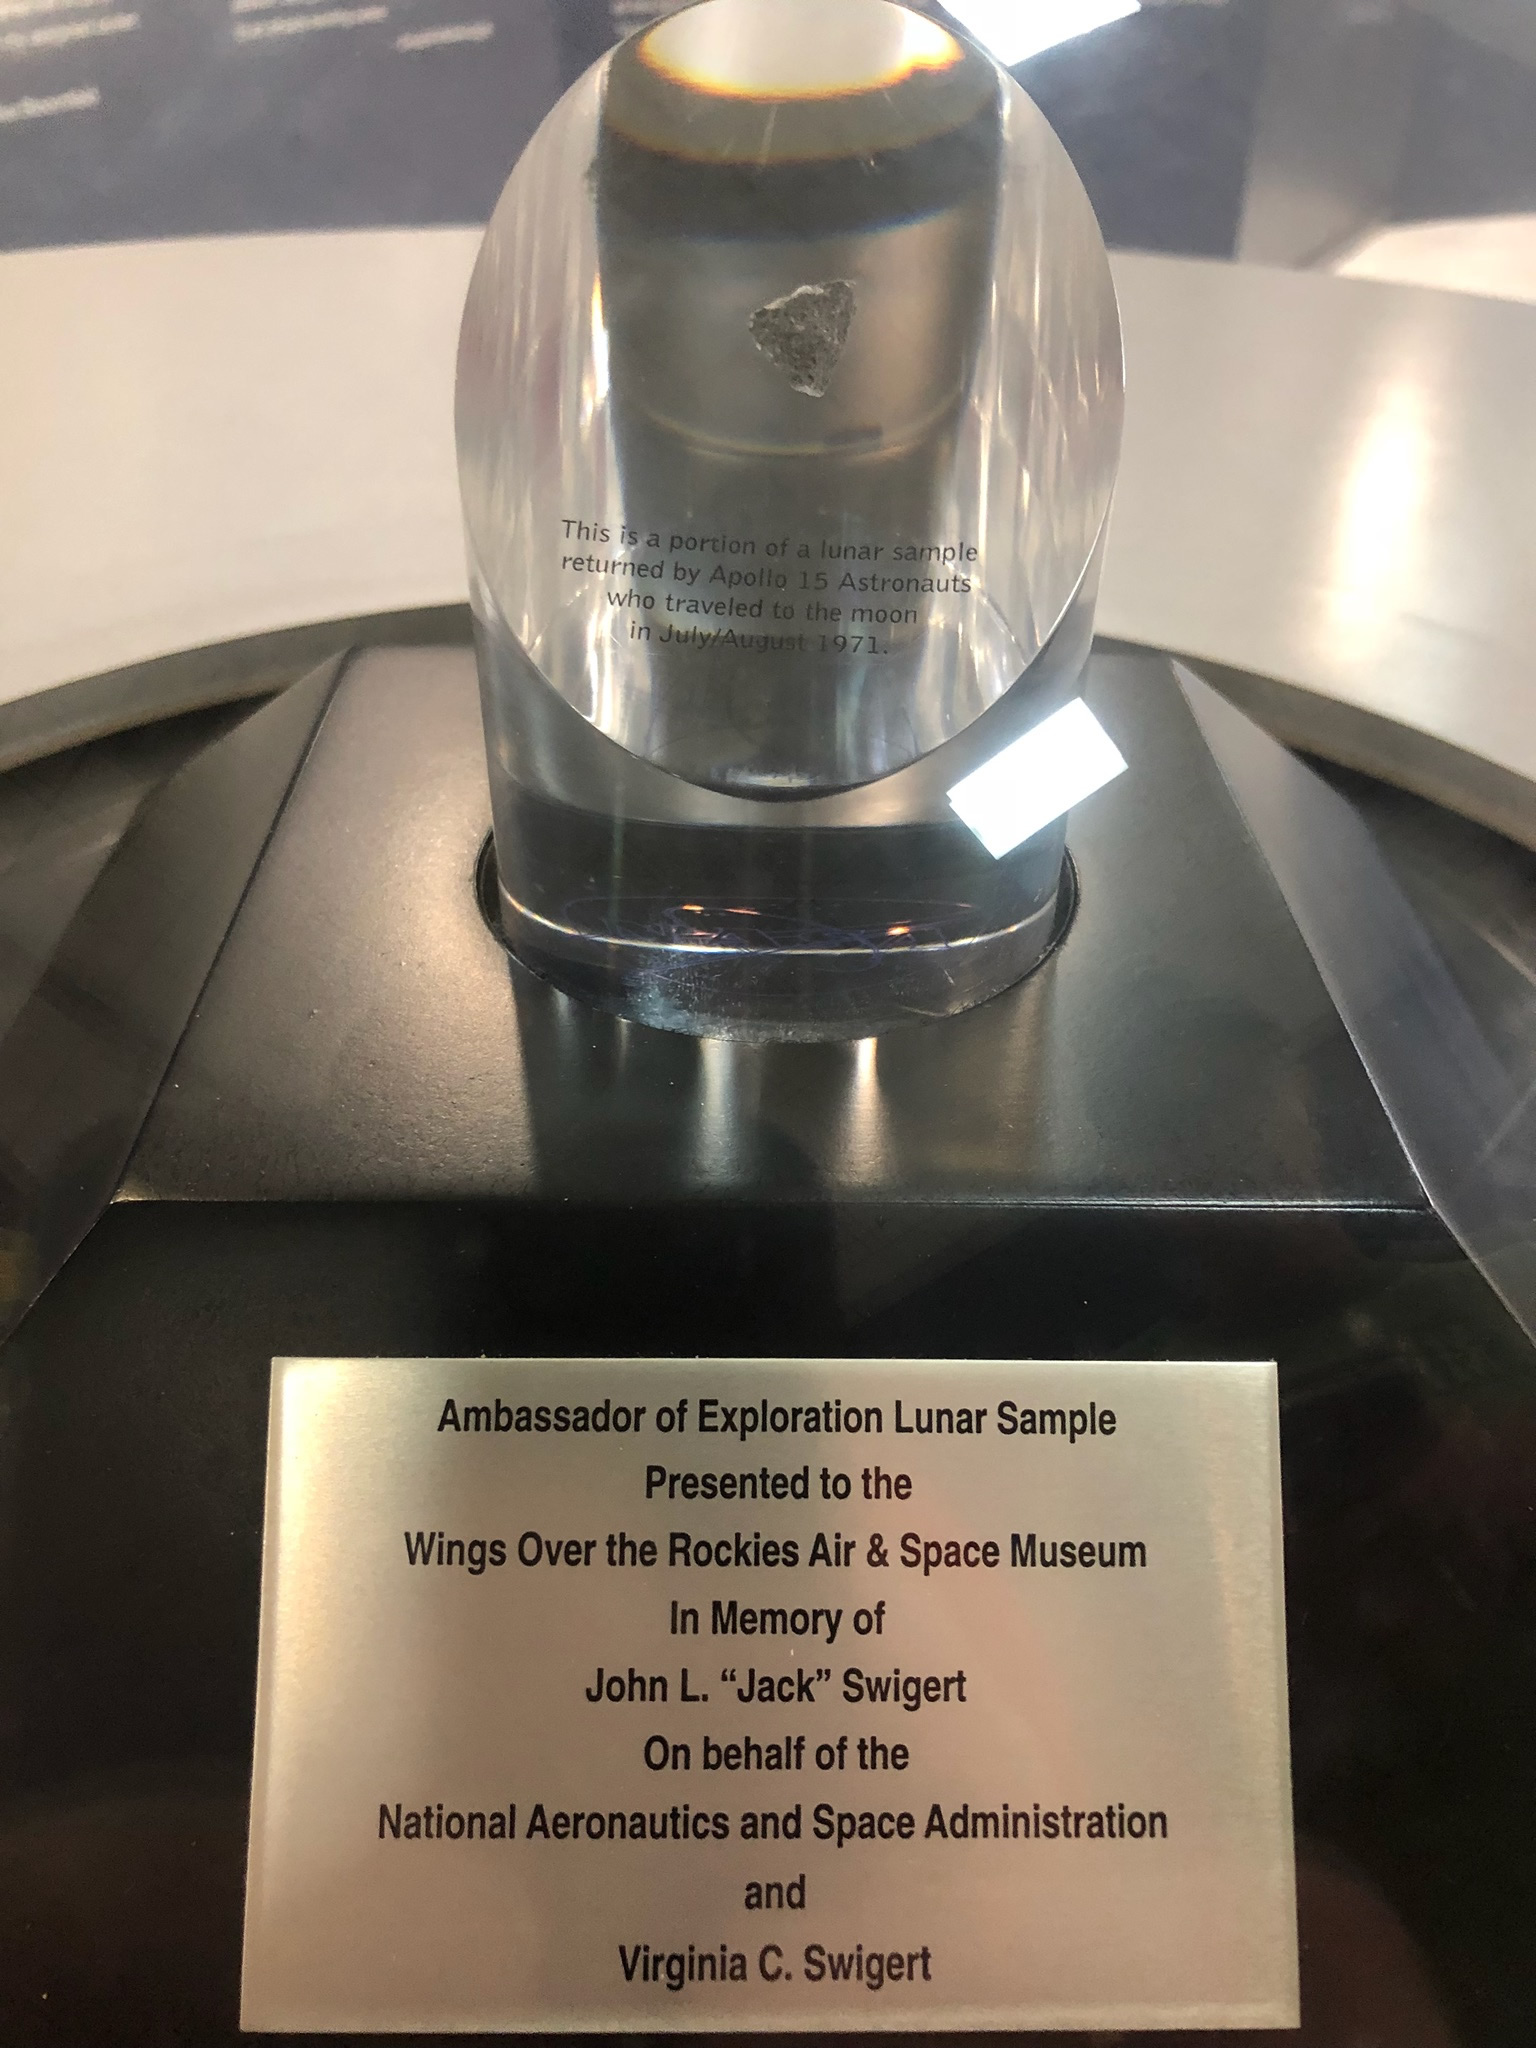 This is a portion of a lunar sample
returned by Apollo 15 Astronauts
who traveled to the moon
in July/August 1971.
Ambassador of Exploration Lunar Sample
Presented to the
Wings Over the Rockies Air & Space Museum
In Memory of
John L. “Jack” Swigert
On behalf of the
National Aeronautics and Space Administration
and
Virginia C. Swigert